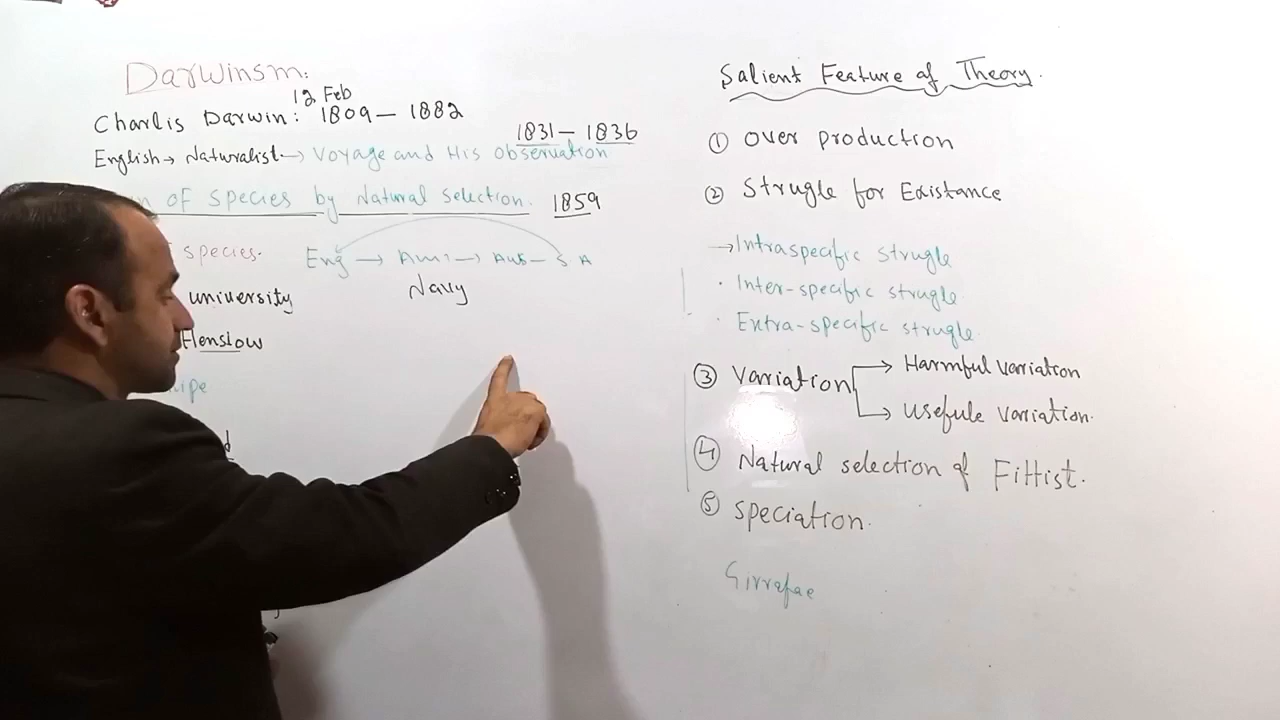 Darwinsm:
12 Feb
Charlis Darwin: 1809 – 1882
1831 – 1836
English → Naturalist → Voyage and His observation
of species by Natural selection. 1859
species.
Eng → Am → Aus – S A
Navy
university
Henslow
Salient Feature of Theory.
① over production
② Strugle for Existance
→ Intraspecific strugle
· Inter-specific strugle
· Extra-specific strugle
③ Variation → Harmful variation
→ Usefule variation.
④ Natural selection of Fittist.
⑤ speciation.
Girrafae